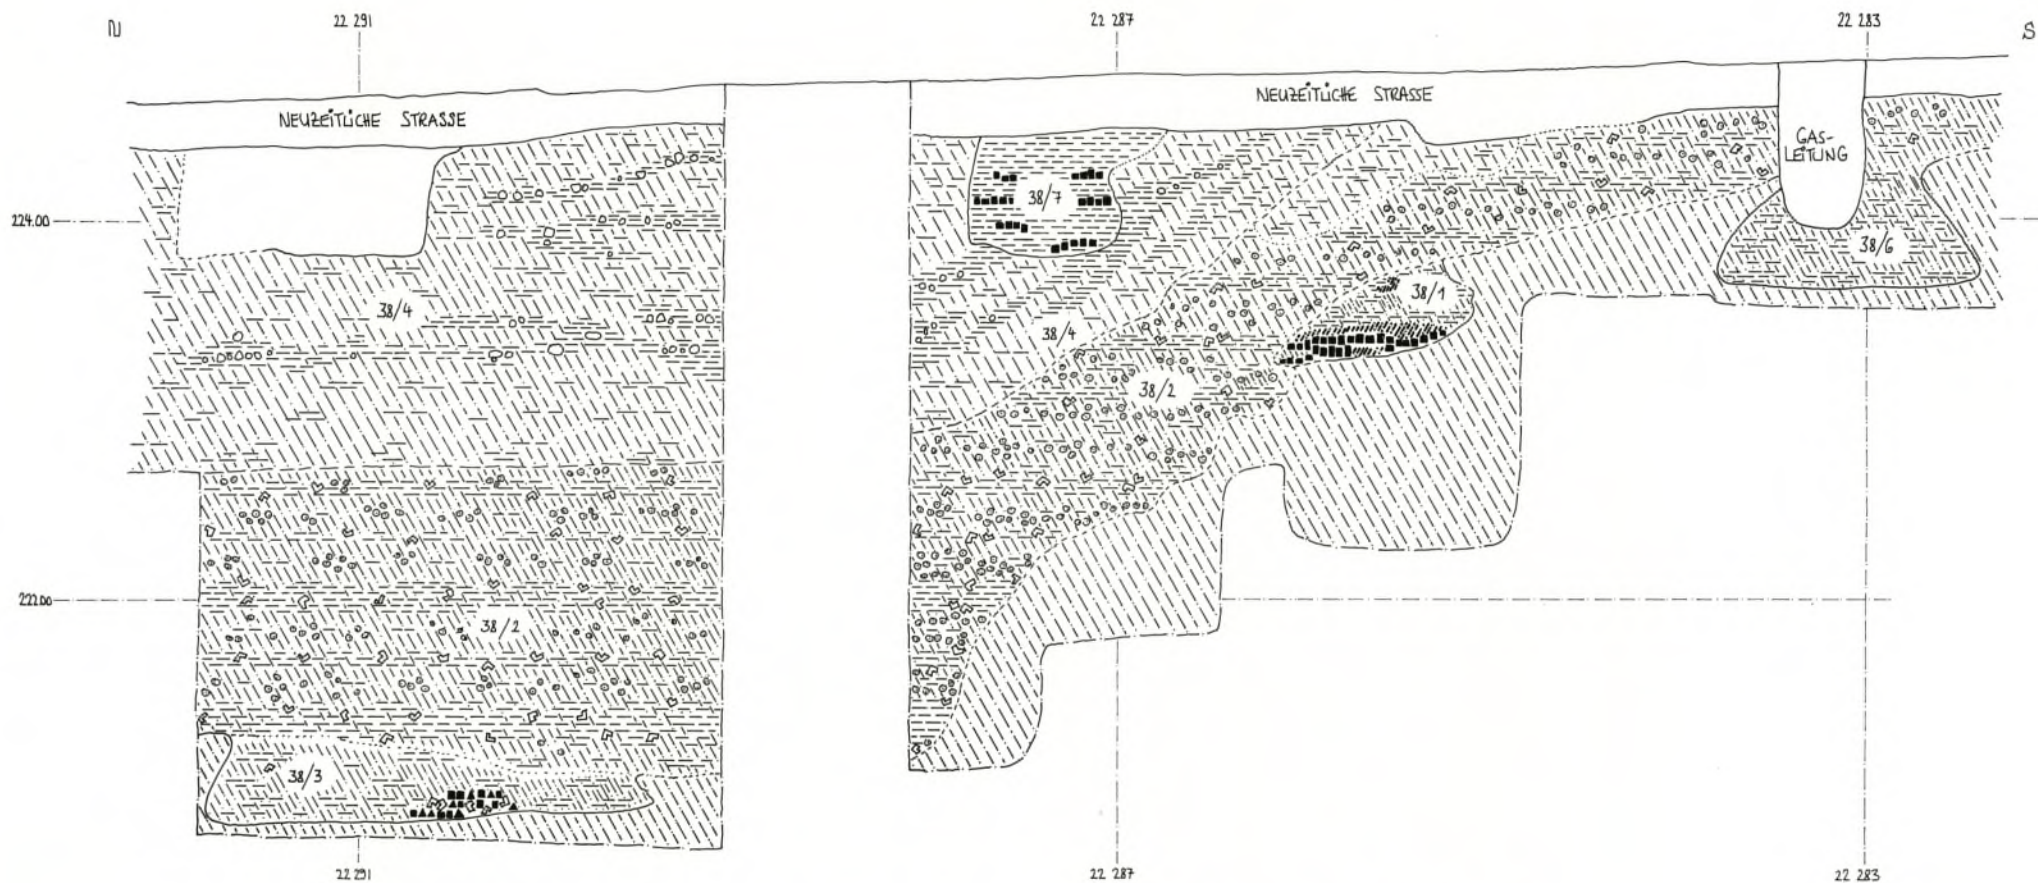 N 22 291 22 287 22 283 S
NEUZEITLICHE STRASSE
NEUZEITLICHE STRASSE
GAS-
LEITUNG
38/7
224.00
38/6
38/1
38/4
38/4
38/2
222.00
38/2
38/3
22 291 22 287 22 283